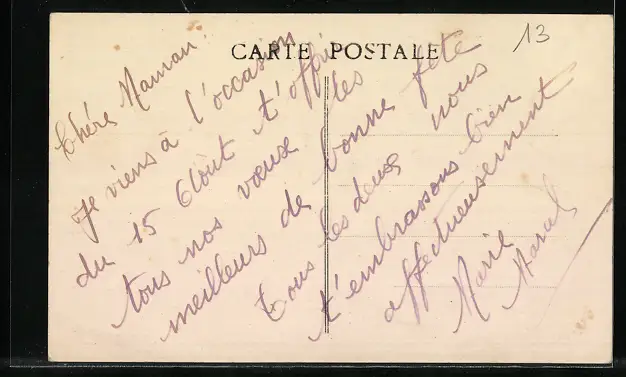 CARTE POSTALE
13
Chère Maman
Je viens à l'occasion
du 15 Août t'offrir
tous nos vœux les
meilleurs de bonne fête
tous les deux nous
t'embrassons bien
affectueusement
Marie